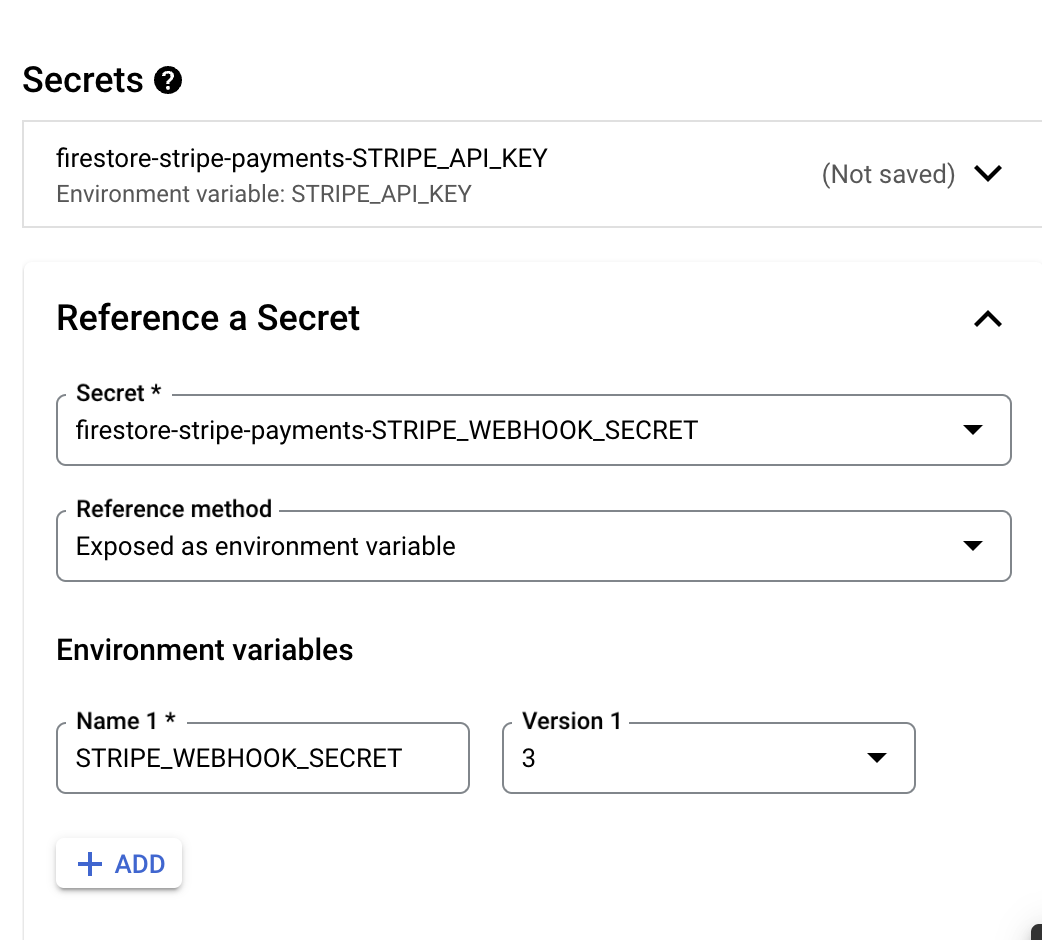 Secrets ?
firestore-stripe-payments-STRIPE_API_KEY
Environment variable: STRIPE_API_KEY
(Not saved)
Reference a Secret
Secret *
firestore-stripe-payments-STRIPE_WEBHOOK_SECRET
Reference method
Exposed as environment variable
Environment variables
Name 1 *
STRIPE_WEBHOOK_SECRET
Version 1
3
+ ADD